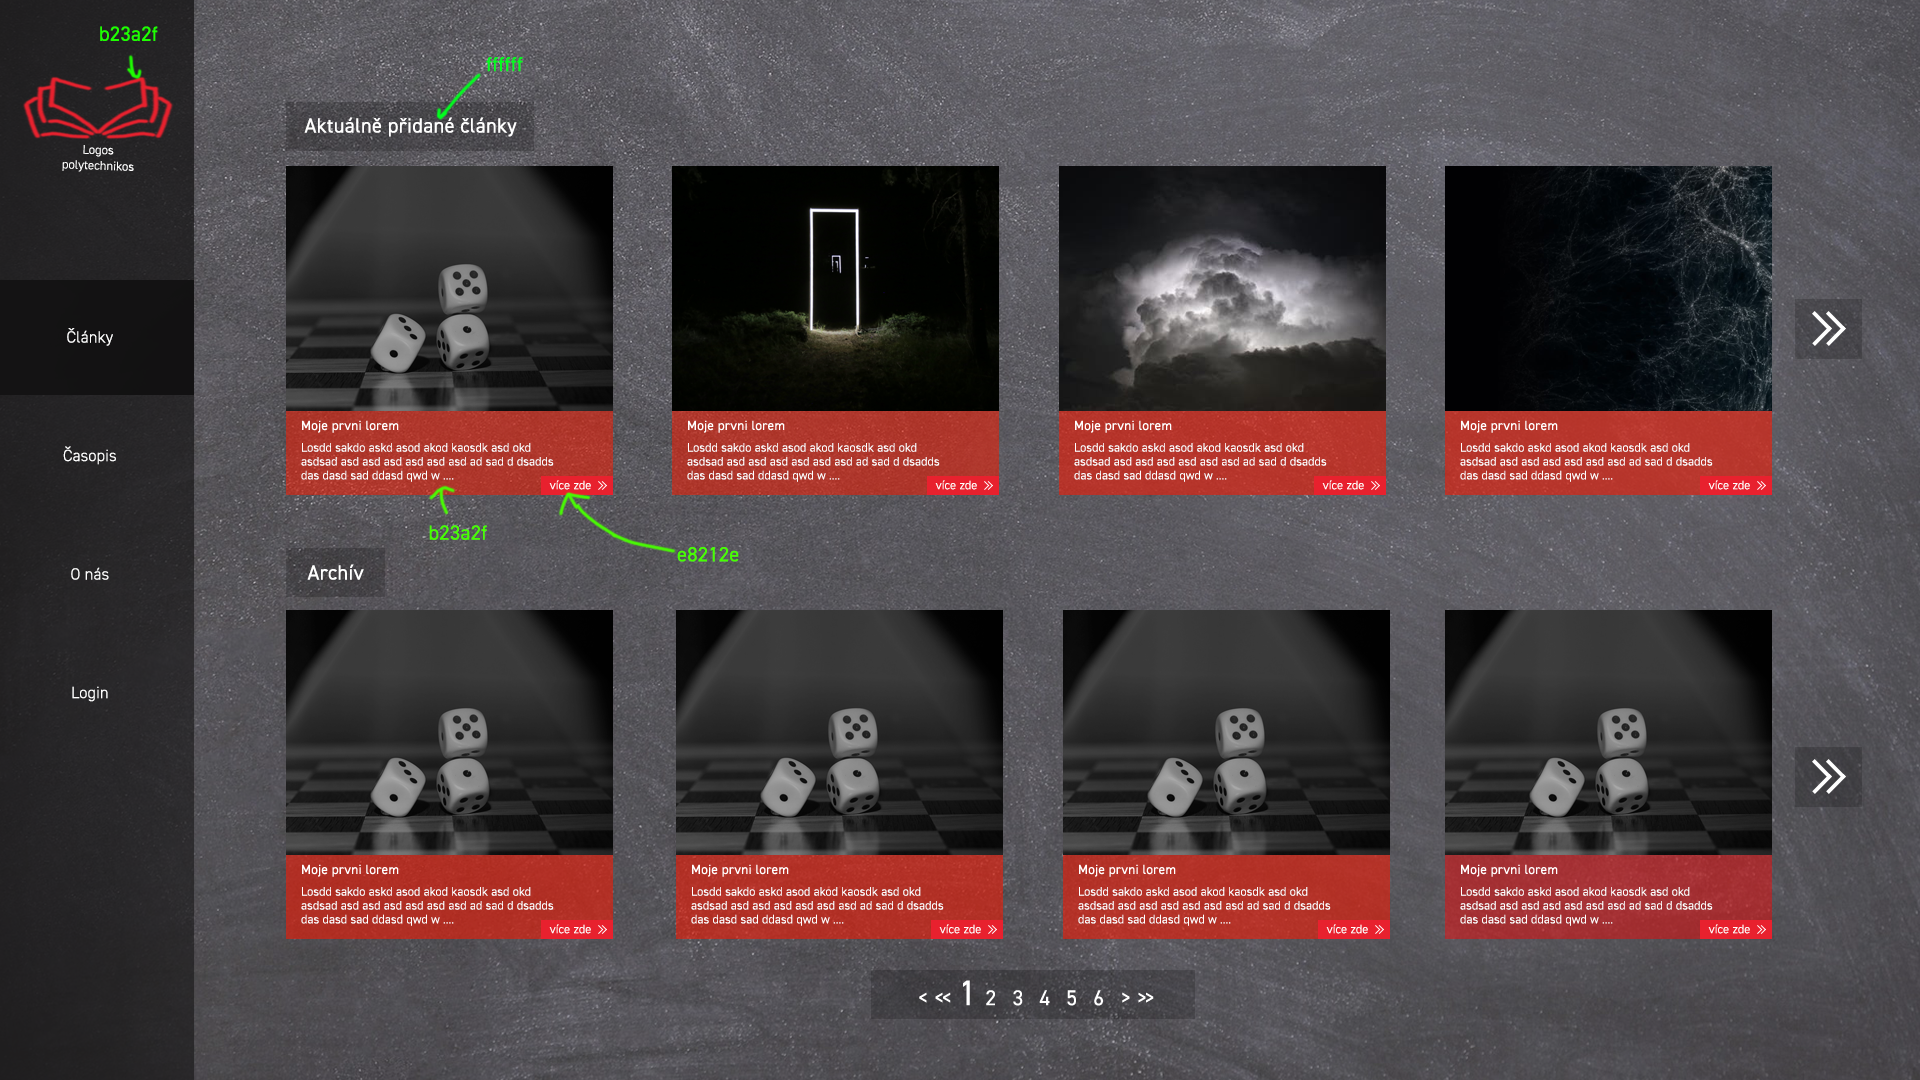 b23a2f
Logos
polytechnikos
Články
Časopis
O nás
Login
ffffff
Aktuálně přidané články
Moje prvni lorem
Losdd sakdo askd asod akod kaosdk asd okd
asdsad asd asd asd asd asd asd ad sad d dsadds
das dasd sad ddasd qwd w ....
více zde »
Moje prvni lorem
Losdd sakdo askd asod akod kaosdk asd okd
asdsad asd asd asd asd asd asd ad sad d dsadds
das dasd sad ddasd qwd w ....
více zde »
Moje prvni lorem
Losdd sakdo askd asod akod kaosdk asd okd
asdsad asd asd asd asd asd asd ad sad d dsadds
das dasd sad ddasd qwd w ....
více zde »
Moje prvni lorem
Losdd sakdo askd asod akod kaosdk asd okd
asdsad asd asd asd asd asd asd ad sad d dsadds
das dasd sad ddasd qwd w ....
více zde »
»
b23a2f
e8212e
Archív
Moje prvni lorem
Losdd sakdo askd asod akod kaosdk asd okd
asdsad asd asd asd asd asd asd ad sad d dsadds
das dasd sad ddasd qwd w ....
více zde »
Moje prvni lorem
Losdd sakdo askd asod akod kaosdk asd okd
asdsad asd asd asd asd asd asd ad sad d dsadds
das dasd sad ddasd qwd w ....
více zde »
Moje prvni lorem
Losdd sakdo askd asod akod kaosdk asd okd
asdsad asd asd asd asd asd asd ad sad d dsadds
das dasd sad ddasd qwd w ....
více zde »
Moje prvni lorem
Losdd sakdo askd asod akod kaosdk asd okd
asdsad asd asd asd asd asd asd ad sad d dsadds
das dasd sad ddasd qwd w ....
více zde »
»
< << 1 2 3 4 5 6 > >>